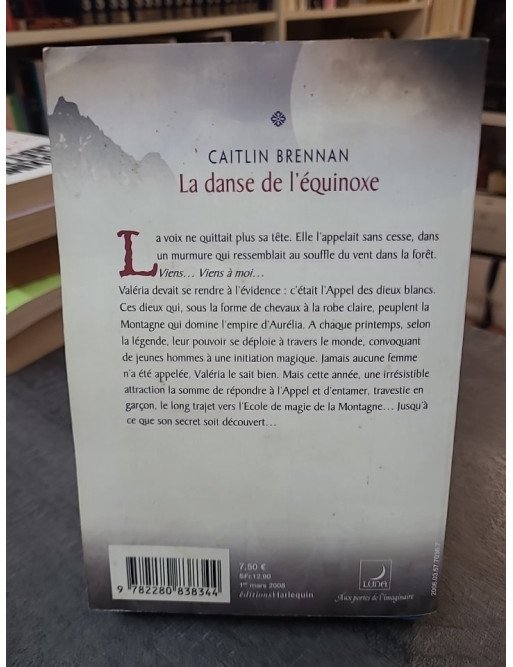 CAITLIN BRENNAN
La danse de l'équinoxe
La voix ne quittait plus sa tête. Elle l'appelait sans cesse, dans
un murmure qui ressemblait au souffle du vent dans la forêt.
Viens... Viens à moi...
Valéria devait se rendre à l'évidence : c'était l'Appel des dieux blancs.
Ces dieux qui, sous la forme de chevaux à la robe claire, peuplent la
Montagne qui domine l'empire d'Aurélia. A chaque printemps, selon
la légende, leur pouvoir se déploie à travers le monde, convoquant
de jeunes hommes à une initiation magique. Jamais aucune femme
n'a été appelée, Valéria le sait bien. Mais cette année, une irrésistible
attraction la somme de répondre à l'Appel et d'entamer, travestie en
garçon, le long trajet vers l'Ecole de magie de la Montagne... Jusqu'à
ce que son secret soit découvert...
7,50 €
SFr.12,90
1er mars 2008
éditionsHarlequin
9 782280 838344
LUNA
Aux portes de l'imaginaire